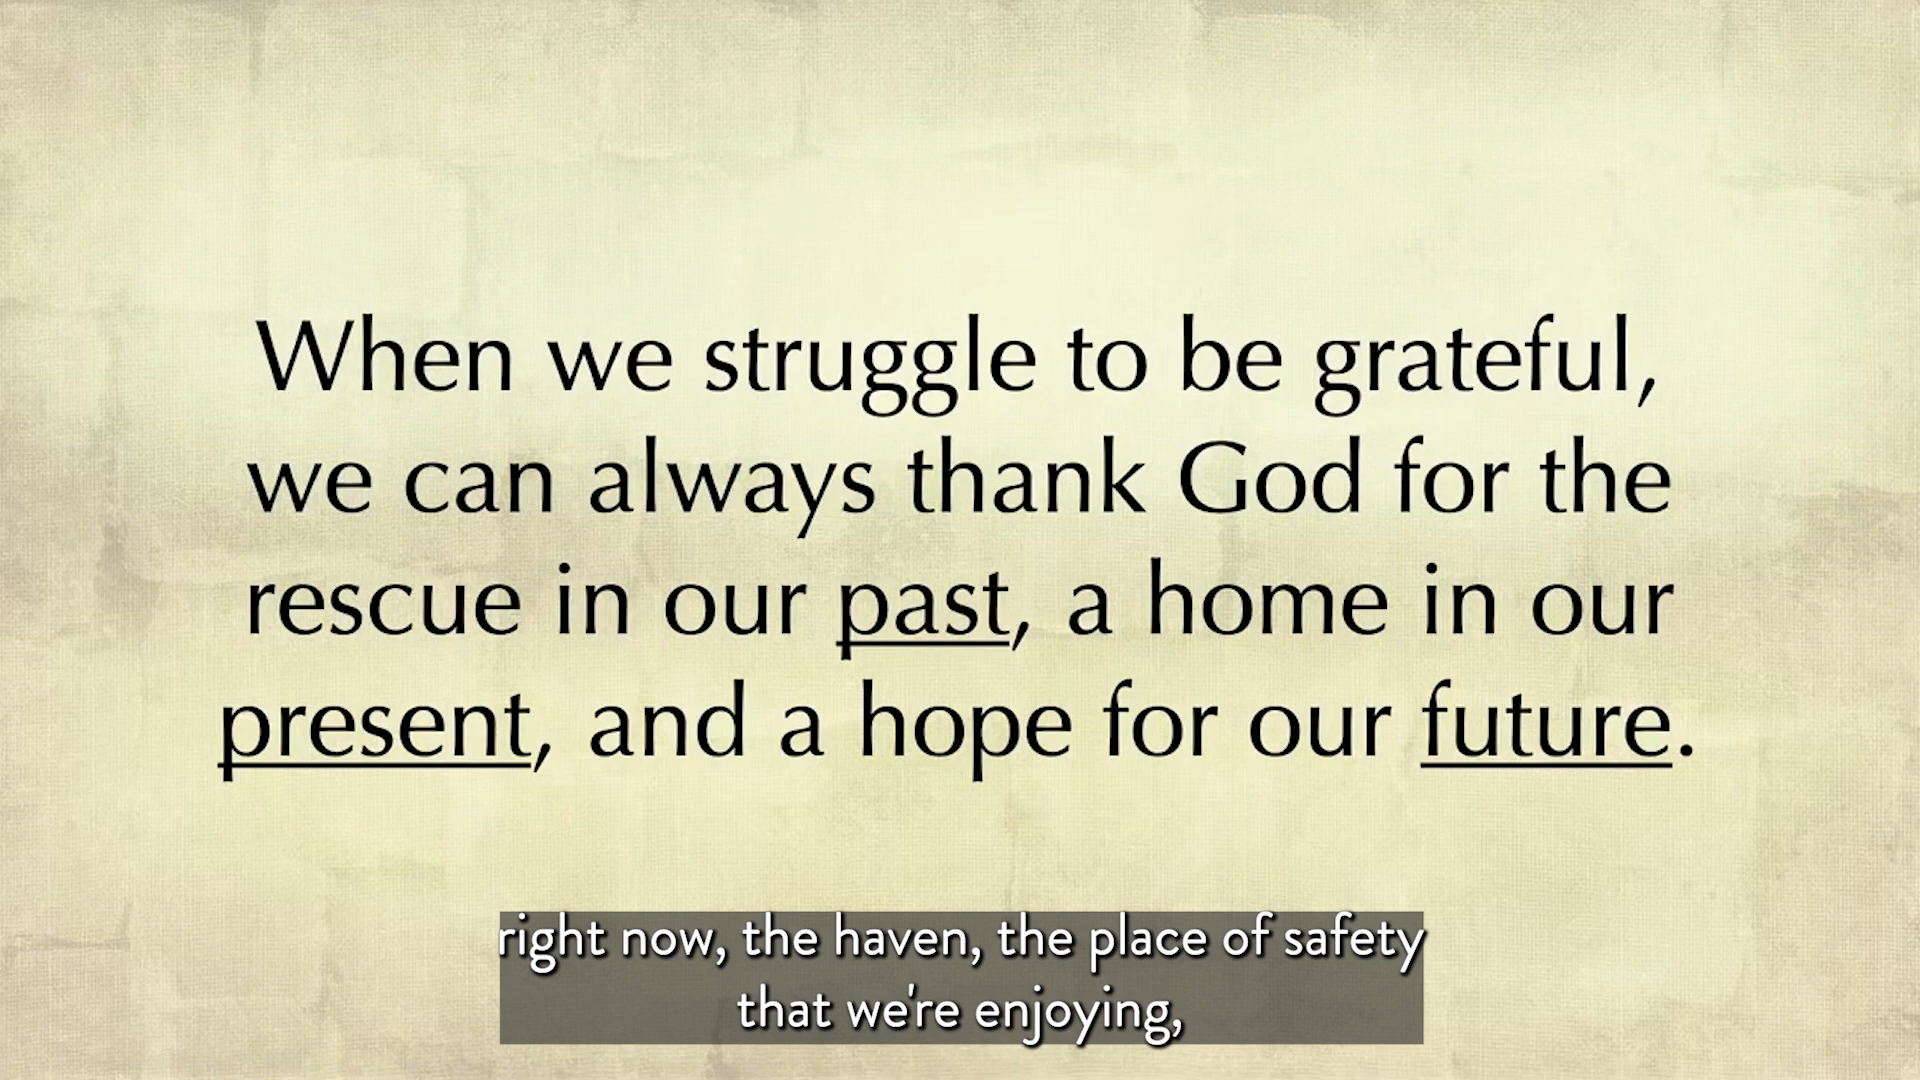 When we struggle to be grateful,
we can always thank God for the
rescue in our past, a home in our
present, and a hope for our future.
right now, the haven, the place of safety
that we're enjoying,